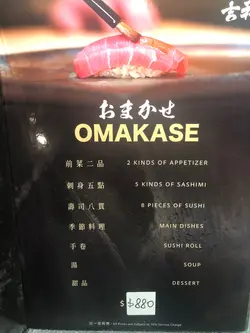 おまかせ
OMAKASE
前菜二品 2 KINDS OF APPETIZER
刺身五點 5 KINDS OF SASHIMI
壽司八貫 8 PIECES OF SUSHI
季節料理 MAIN DISHES
手卷 SUSHI ROLL
湯 SOUP
甜品 DESSERT
$ $880